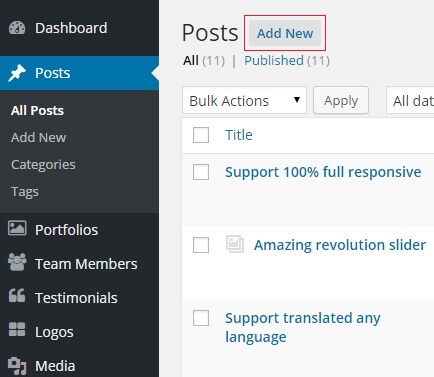 Dashboard
Posts
All Posts
Add New
Categories
Tags
Portfolios
Team Members
Testimonials
Logos
Media
Posts Add New
All (11) | Published (11)
Bulk Actions Apply All dat
Title
Support 100% full responsive
Amazing revolution slider
Support translated any
language